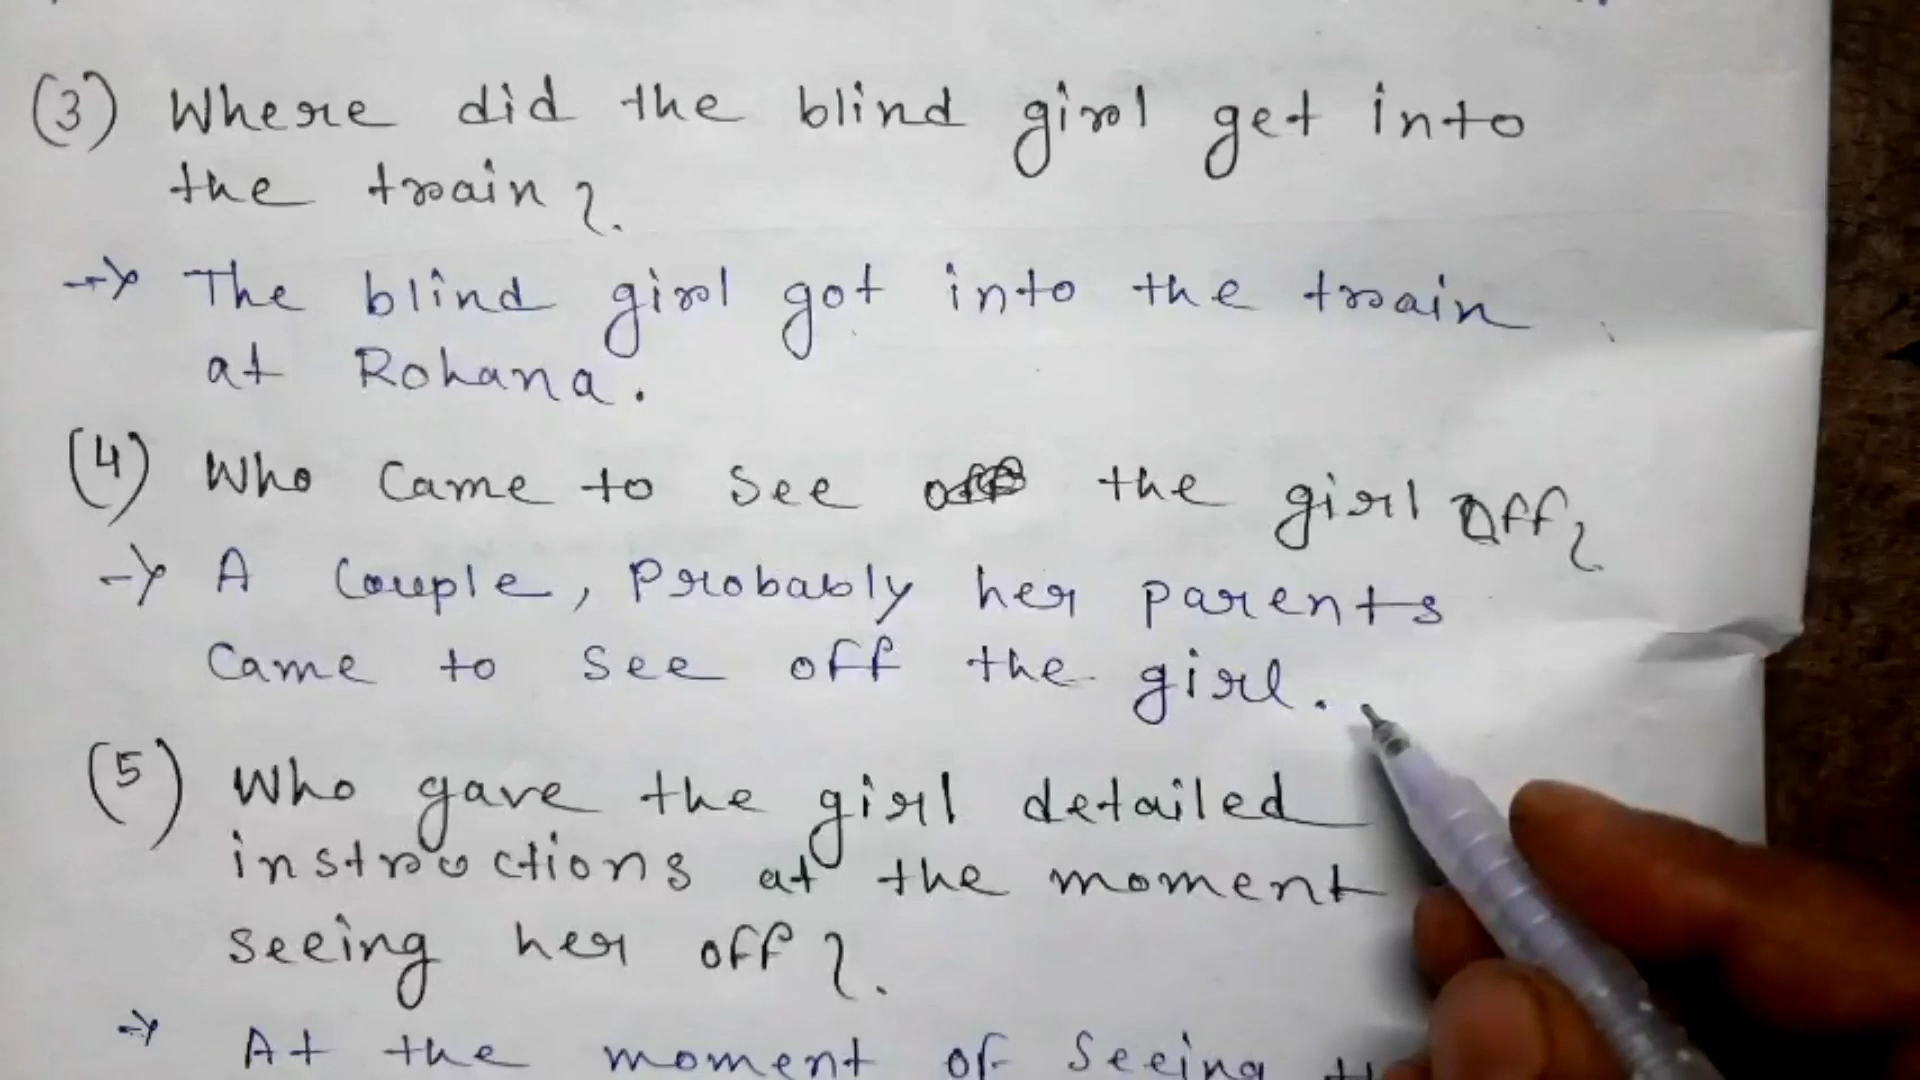 (3) Where did the blind girl get into
the train?
→ The blind girl got into the train
at Rohana.
(4) Who came to see the girl off?
→ A Couple, Probably her parents
came to see off the girl.
(5) Who gave the girl detailed
instructions at the moment
seeing her off?
→ At the moment of seeing